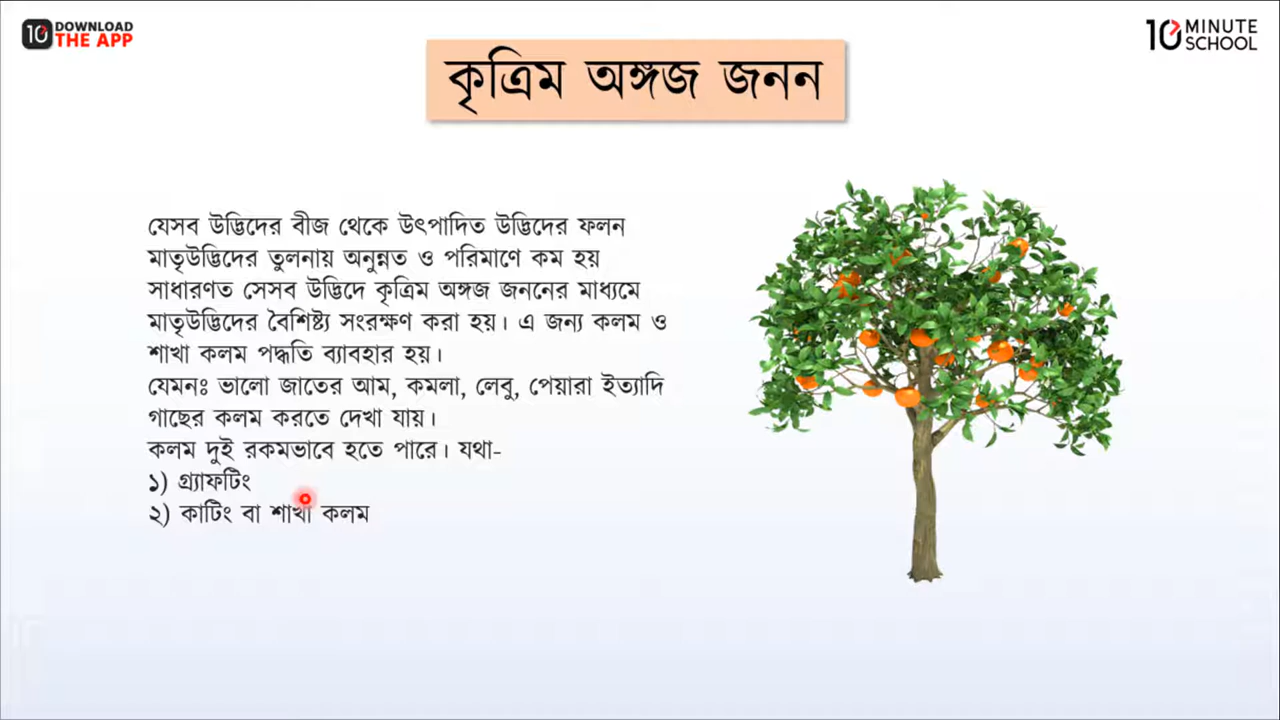 DOWNLOAD
THE APP
10 MINUTE
SCHOOL
কৃত্রিম অঙ্গজ জনন
যেসব উদ্ভিদের বীজ থেকে উৎপাদিত উদ্ভিদের ফলন
মাতৃউদ্ভিদের তুলনায় অনুন্নত ও পরিমাণে কম হয়
সাধারণত সেসব উদ্ভিদে কৃত্রিম অঙ্গজ জননের মাধ্যমে
মাতৃউদ্ভিদের বৈশিষ্ট্য সংরক্ষণ করা হয়। এ জন্য কলম ও
শাখা কলম পদ্ধতি ব্যাবহার হয়।
যেমনঃ ভালো জাতের আম, কমলা, লেবু, পেয়ারা ইত্যাদি
গাছের কলম করতে দেখা যায়।
কলম দুই রকমভাবে হতে পারে। যথা-
১) গ্র্যাফটিং
২) কাটিং বা শাখা কলম